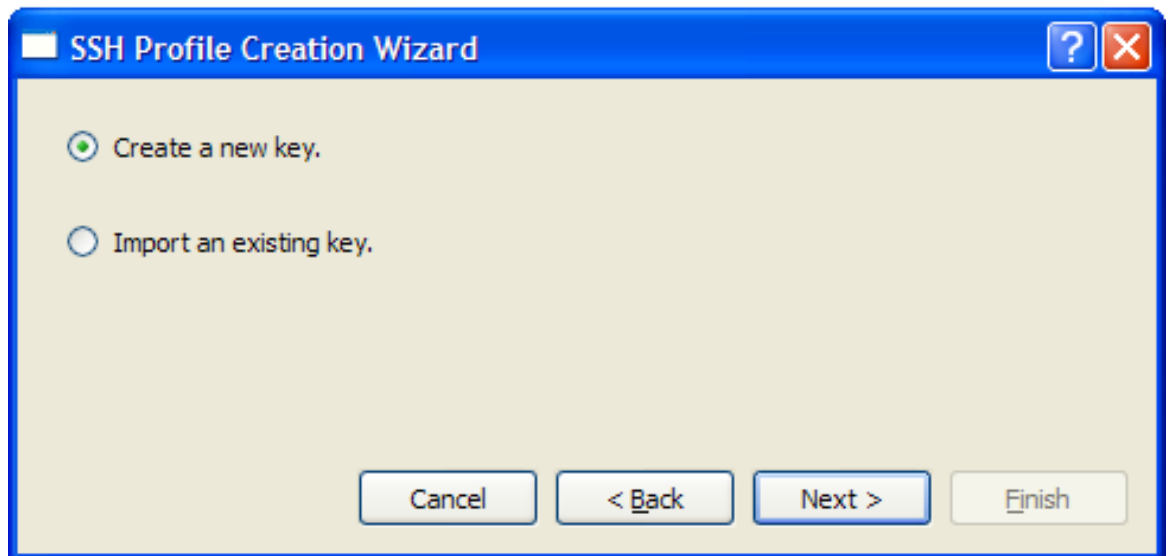 SSH Profile Creation Wizard
Create a new key.
Import an existing key.
Cancel < Back Next > Finish